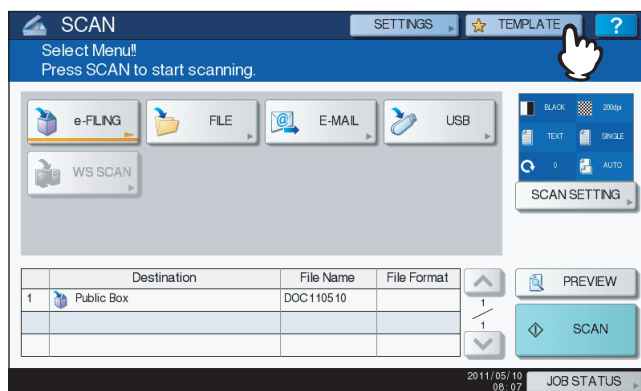 SCAN
SETTINGS
TEMPLATE
?
Select Menu!!
Press SCAN to start scanning.
e-FILING
FILE
E-MAIL
USB
WS SCAN
BLACK
200dpi
TEXT
SINGLE
0
AUTO
SCAN SETTING
Destination File Name File Format
1 Public Box DOC110510
1
1
PREVIEW
SCAN
2011/05/10
08:07
JOB STATUS